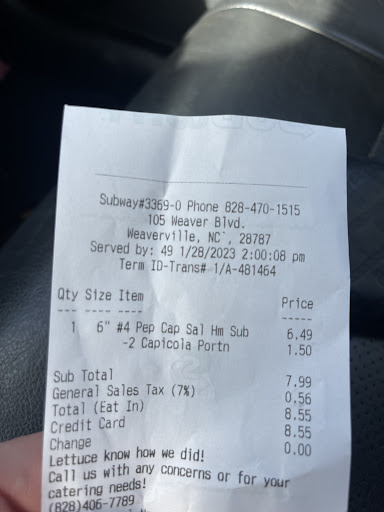 Subway#3369-0 Phone 828-470-1515
105 Weaver Blvd.
Weaverville, NC`, 28787
Served by: 49 1/28/2023 2:00:08 pm
Term ID-Trans# 1/A-481464
Qty Size Item Price
--- ---- ---- -----
1 6" #4 Pep Cap Sal Hm Sub 6.49
-2 Capicola Portn 1.50
Sub Total 7.99
General Sales Tax (7%) 0.56
Total (Eat In) 8.55
Credit Card 8.55
Change 0.00
Lettuce know how we did!
Call us with any concerns or for your
catering needs!
(828)406-7789